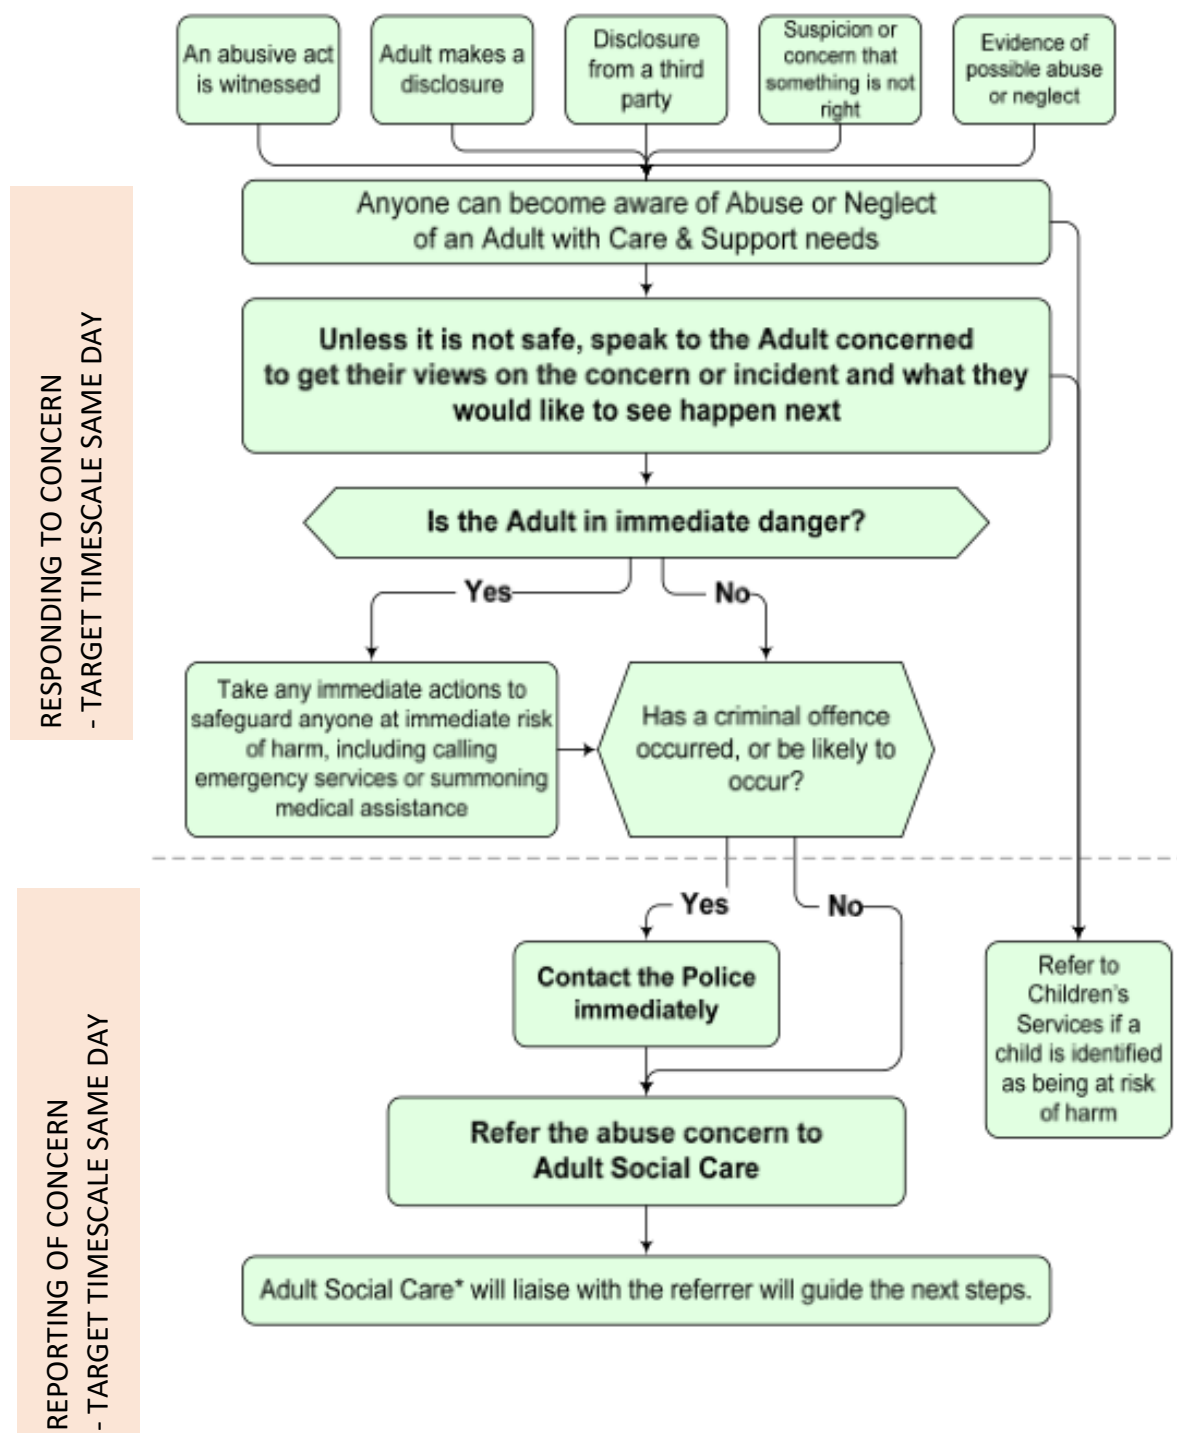 An abusive act
is witnessed
Adult makes a
disclosure
Disclosure
from a third
party
Suspicion or
concern that
something is not
right
Evidence of
possible abuse
or neglect
RESPONDING TO CONCERN
- TARGET TIMESCALE SAME DAY
Anyone can become aware of Abuse or Neglect
of an Adult with Care & Support needs
Unless it is not safe, speak to the Adult concerned
to get their views on the concern or incident and what they
would like to see happen next
Is the Adult in immediate danger?
Yes
No
Take any immediate actions to
safeguard anyone at immediate risk
of harm, including calling
emergency services or summoning
medical assistance
Has a criminal offence
occurred, or be likely to
occur?
REPORTING OF CONCERN
- TARGET TIMESCALE SAME DAY
Yes
No
Contact the Police
immediately
Refer to
Children's
Services if a
child is identified
as being at risk
of harm
Refer the abuse concern to
Adult Social Care
Adult Social Care* will liaise with the referrer will guide the next steps.